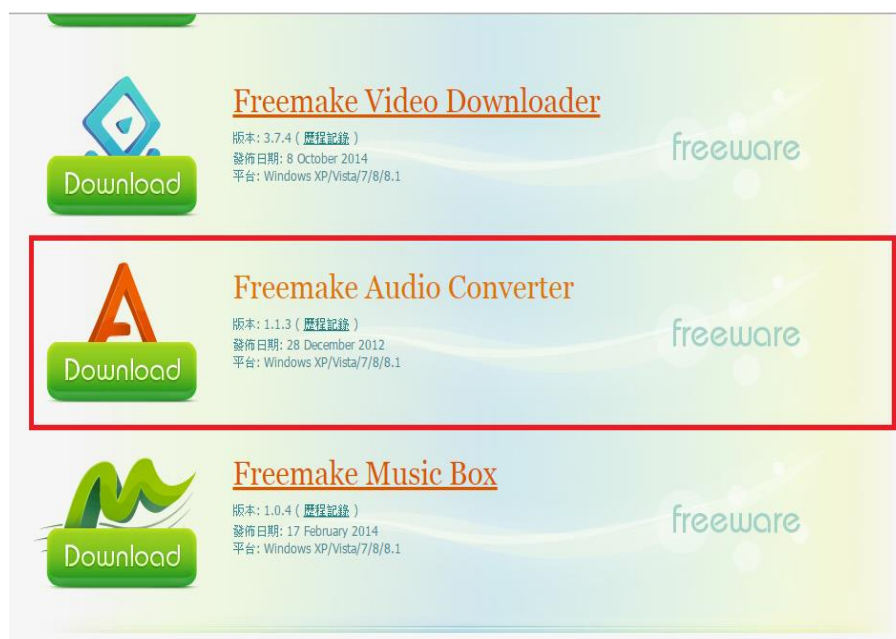 Freemake Video Downloader
版本: 3.7.4 ( 歷程記錄 )
發佈日期: 8 October 2014
平台: Windows XP/Vista/7/8/8.1
Download
freeware
Freemake Audio Converter
版本: 1.1.3 ( 歷程記錄 )
發佈日期: 28 December 2012
平台: Windows XP/Vista/7/8/8.1
Download
freeware
Freemake Music Box
版本: 1.0.4 ( 歷程記錄 )
發佈日期: 17 February 2014
平台: Windows XP/Vista/7/8/8.1
Download
freeware